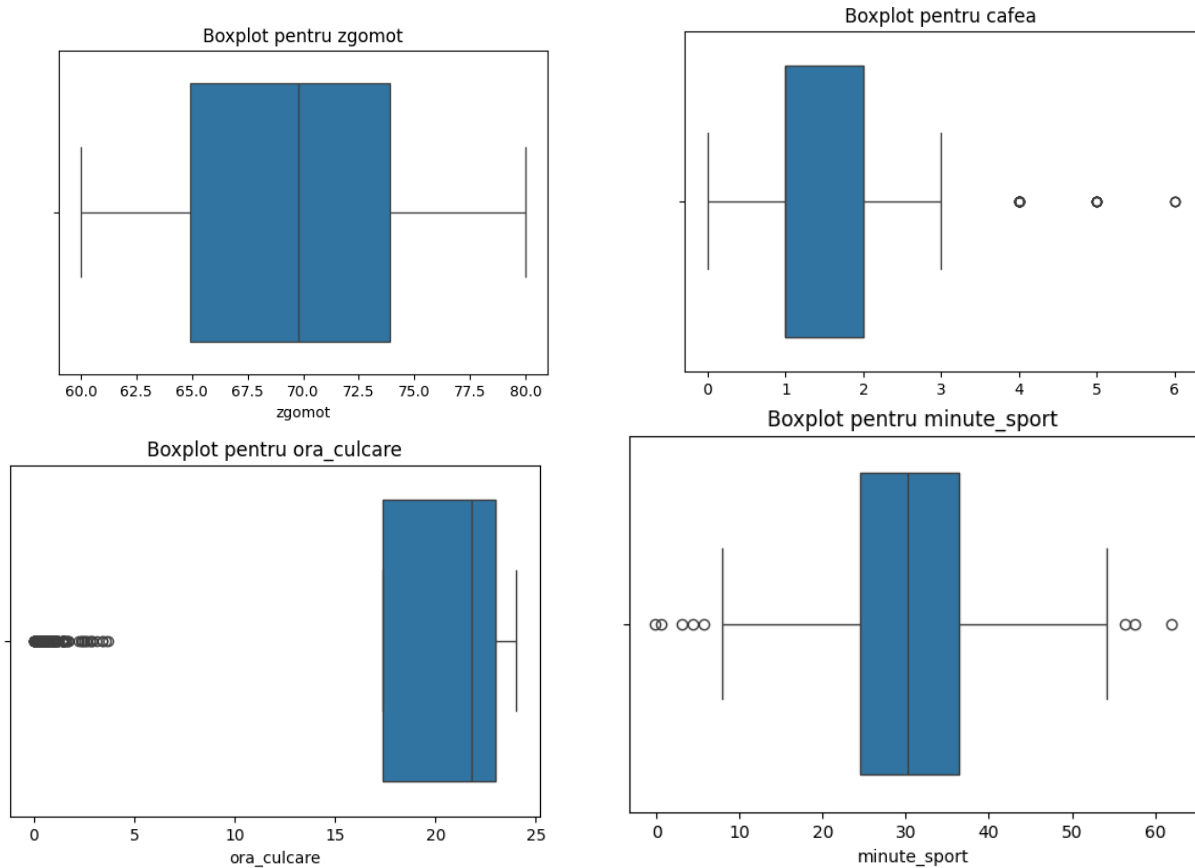 Boxplot pentru zgomot
60.0 62.5 65.0 67.5 70.0 72.5 75.0 77.5 80.0
zgomot
Boxplot pentru cafea
0 1 2 3 4 5 6
Boxplot pentru ora_culcare
0 5 10 15 20 25
ora_culcare
Boxplot pentru minute_sport
0 10 20 30 40 50 60
minute_sport